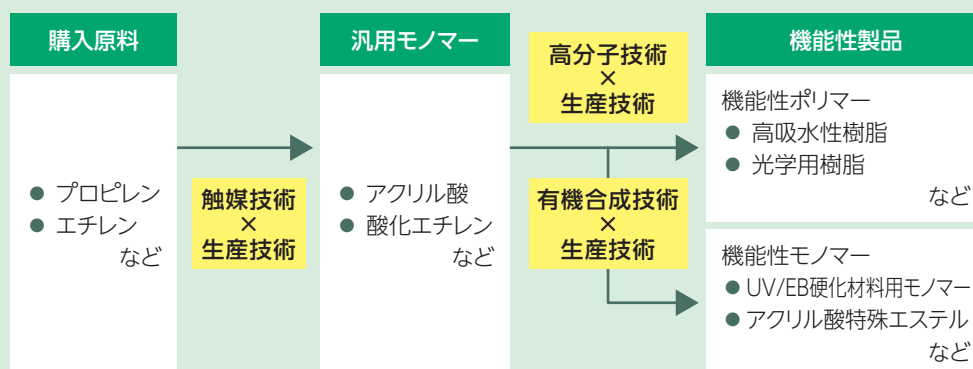 購入原料
● プロピレン
● エチレン
など
触媒技術
×
生産技術
汎用モノマー
● アクリル酸
● 酸化エチレン
など
高分子技術
×
生産技術
有機合成技術
×
生産技術
機能性製品
機能性ポリマー
● 高吸水性樹脂
● 光学用樹脂
など
機能性モノマー
● UV/EB硬化材料用モノマー
● アクリル酸特殊エステル
など